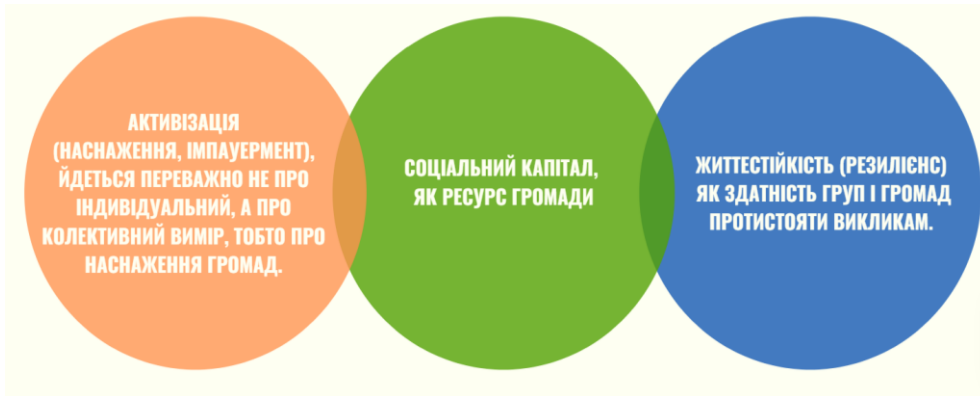 АКТИВІЗАЦІЯ
(НАСНАЖЕННЯ, ІМПАУЕРМЕНТ),
ЙДЕТЬСЯ ПЕРЕВАЖНО НЕ ПРО
ІНДИВІДУАЛЬНИЙ, А ПРО
КОЛЕКТИВНИЙ ВИМІР, ТОБТО ПРО
НАСНАЖЕННЯ ГРОМАД.
СОЦІАЛЬНИЙ КАПІТАЛ,
ЯК РЕСУРС ГРОМАДИ
ЖИТТЕСТІЙКІСТЬ (РЕЗИЛІЄНС)
ЯК ЗДАТНІСТЬ ГРУП І ГРОМАД
ПРОТИСТОЯТИ ВИКЛИКАМ.